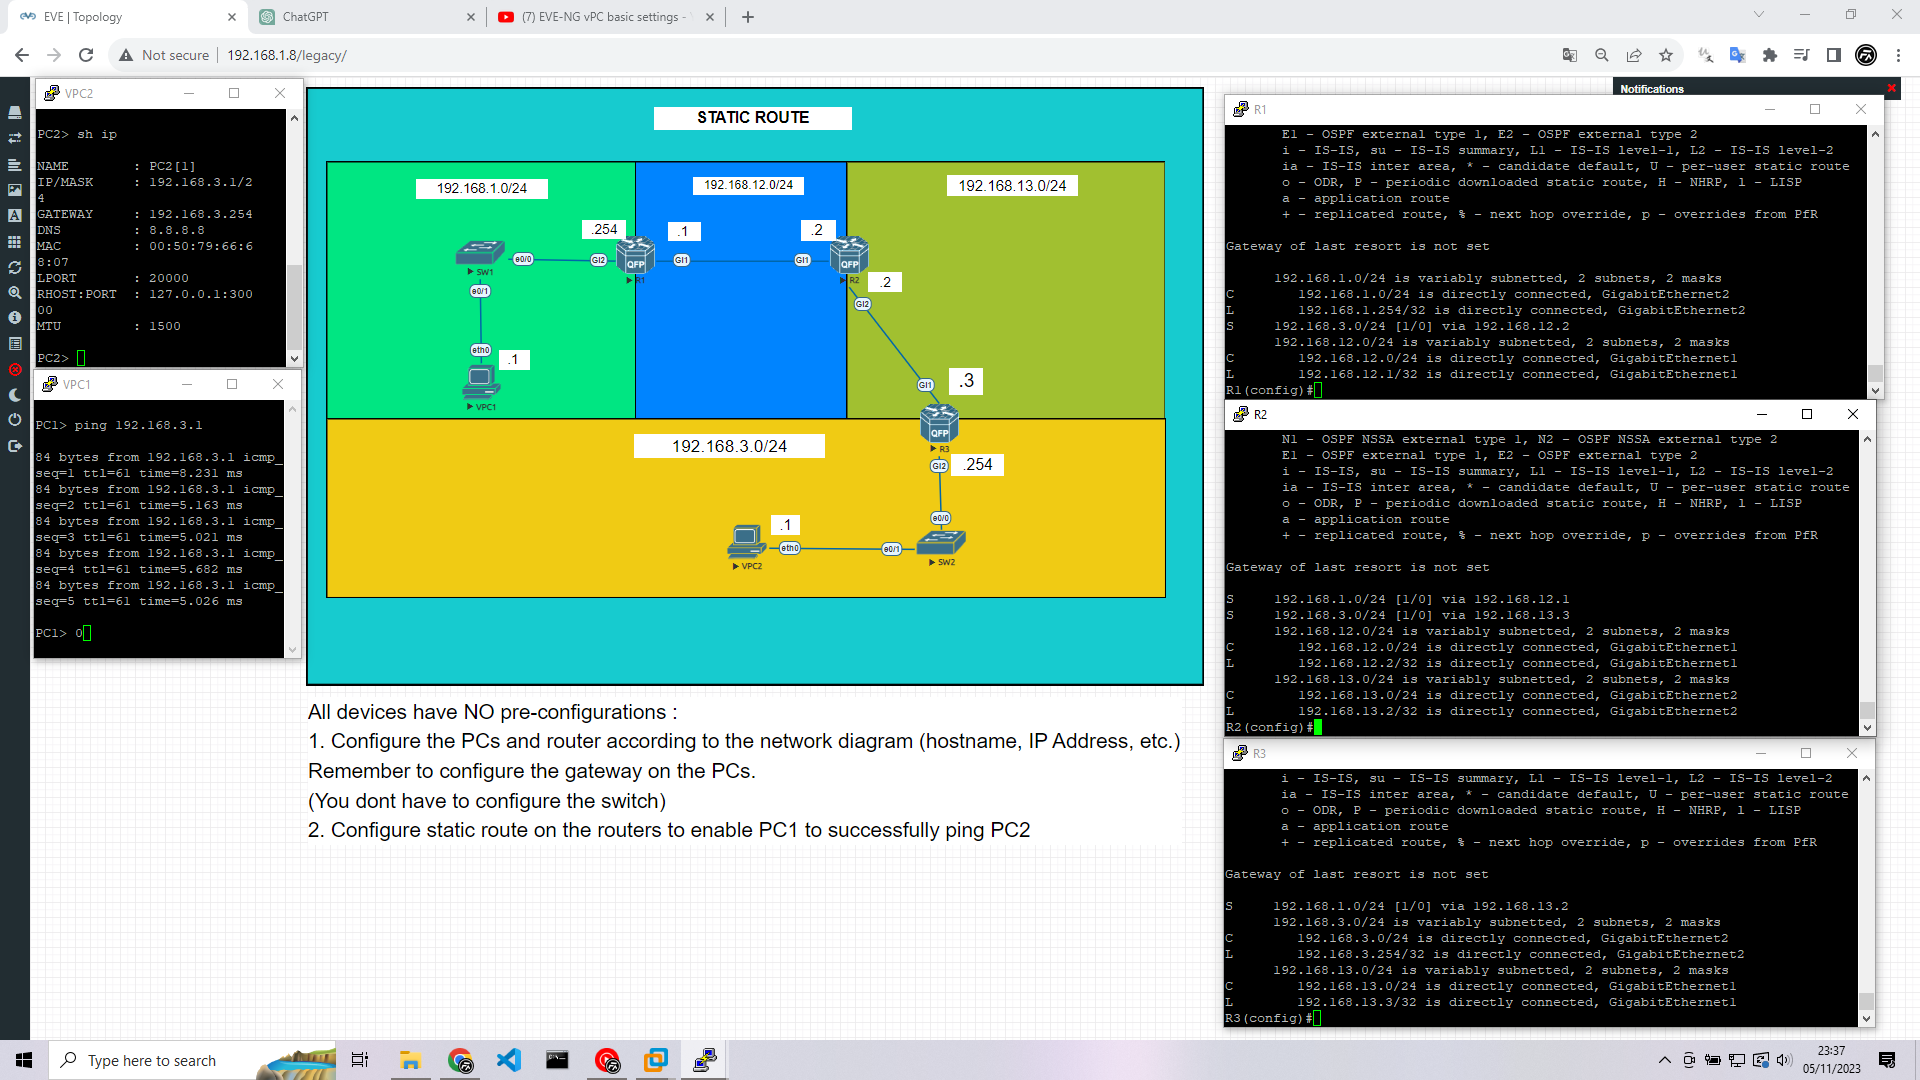 EVE | Topology
ChatGPT
(7) EVE-NG vPC basic settings -
Not secure
192.168.1.8/legacy/
VPC2
PC2> sh ip
NAME : PC2[1]
IP/MASK : 192.168.3.1/2
4
GATEWAY : 192.168.3.254
DNS : 8.8.8.8
MAC : 00:50:79:66:6
8:07
LPORT : 20000
RHOST:PORT : 127.0.0.1:300
00
MTU : 1500
PC2>
VPC1
PC1> ping 192.168.3.1
84 bytes from 192.168.3.1 icmp_
seq=1 ttl=61 time=8.231 ms
84 bytes from 192.168.3.1 icmp_
seq=2 ttl=61 time=5.163 ms
84 bytes from 192.168.3.1 icmp_
seq=3 ttl=61 time=5.021 ms
84 bytes from 192.168.3.1 icmp_
seq=4 ttl=61 time=5.682 ms
84 bytes from 192.168.3.1 icmp_
seq=5 ttl=61 time=5.026 ms
PC1> 0
STATIC ROUTE
192.168.1.0/24
192.168.12.0/24
192.168.13.0/24
.254
.1
.2
SW1
e0/0
Gi2
QFP
R1
Gi1
Gi1
QFP
R2
.2
Gi2
e0/1
eth0
.1
VPC1
Gi1
.3
QFP
R3
192.168.3.0/24
Gi2
.254
e0/0
.1
VPC2
eth0
e0/1
SW2
All devices have NO pre-configurations :
1. Configure the PCs and router according to the network diagram (hostname, IP Address, etc.)
Remember to configure the gateway on the PCs.
(You dont have to configure the switch)
2. Configure static route on the routers to enable PC1 to successfully ping PC2
Notifications
R1
E1 - OSPF external type 1, E2 - OSPF external type 2
i - IS-IS, su - IS-IS summary, L1 - IS-IS level-1, L2 - IS-IS level-2
ia - IS-IS inter area, * - candidate default, U - per-user static route
o - ODR, P - periodic downloaded static route, H - NHRP, l - LISP
a - application route
+ - replicated route, % - next hop override, p - overrides from PfR
Gateway of last resort is not set
192.168.1.0/24 is variably subnetted, 2 subnets, 2 masks
C 192.168.1.0/24 is directly connected, GigabitEthernet2
L 192.168.1.254/32 is directly connected, GigabitEthernet2
S 192.168.3.0/24 [1/0] via 192.168.12.2
192.168.12.0/24 is variably subnetted, 2 subnets, 2 masks
C 192.168.12.0/24 is directly connected, GigabitEthernet1
L 192.168.12.1/32 is directly connected, GigabitEthernet1
R1(config)#
R2
N1 - OSPF NSSA external type 1, N2 - OSPF NSSA external type 2
E1 - OSPF external type 1, E2 - OSPF external type 2
i - IS-IS, su - IS-IS summary, L1 - IS-IS level-1, L2 - IS-IS level-2
ia - IS-IS inter area, * - candidate default, U - per-user static route
o - ODR, P - periodic downloaded static route, H - NHRP, l - LISP
a - application route
+ - replicated route, % - next hop override, p - overrides from PfR
Gateway of last resort is not set
S 192.168.1.0/24 [1/0] via 192.168.12.1
S 192.168.3.0/24 [1/0] via 192.168.13.3
192.168.12.0/24 is variably subnetted, 2 subnets, 2 masks
C 192.168.12.0/24 is directly connected, GigabitEthernet1
L 192.168.12.2/32 is directly connected, GigabitEthernet1
192.168.13.0/24 is variably subnetted, 2 subnets, 2 masks
C 192.168.13.0/24 is directly connected, GigabitEthernet2
L 192.168.13.2/32 is directly connected, GigabitEthernet2
R2(config)#
R3
i - IS-IS, su - IS-IS summary, L1 - IS-IS level-1, L2 - IS-IS level-2
ia - IS-IS inter area, * - candidate default, U - per-user static route
o - ODR, P - periodic downloaded static route, H - NHRP, l - LISP
a - application route
+ - replicated route, % - next hop override, p - overrides from PfR
Gateway of last resort is not set
S 192.168.1.0/24 [1/0] via 192.168.13.2
192.168.3.0/24 is variably subnetted, 2 subnets, 2 masks
C 192.168.3.0/24 is directly connected, GigabitEthernet2
L 192.168.3.254/32 is directly connected, GigabitEthernet2
192.168.13.0/24 is variably subnetted, 2 subnets, 2 masks
C 192.168.13.0/24 is directly connected, GigabitEthernet1
L 192.168.13.3/32 is directly connected, GigabitEthernet1
R3(config)#
Type here to search
23:37
05/11/2023